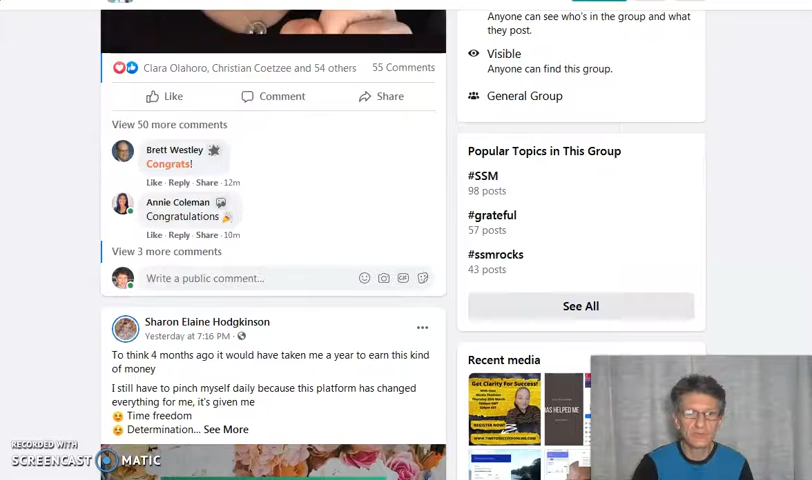 Clara Olahoro, Christian Coetzee and 54 others
55 Comments
Like
Comment
Share
View 50 more comments
Brett Westley
Congrats!
Like · Reply · Share · 12m
Annie Coleman
Congratulations
Like · Reply · Share · 10m
View 3 more comments
Write a public comment...
GIF
Sharon Elaine Hodgkinson
Yesterday at 7:16 PM ·
To think 4 months ago it would have taken me a year to earn this kind
of money
I still have to pinch myself daily because this platform has changed
everything for me, it's given me
Time freedom
Determination... See More
Anyone can see who's in the group and what
they post.
Visible
Anyone can find this group.
General Group
Popular Topics in This Group
#SSM
98 posts
#grateful
57 posts
#ssmrocks
43 posts
See All
Recent media
Get Clarity For Success!
REGISTER NOW!
AS HELPED ME
RECORDED WITH
SCREENCAST MATIC